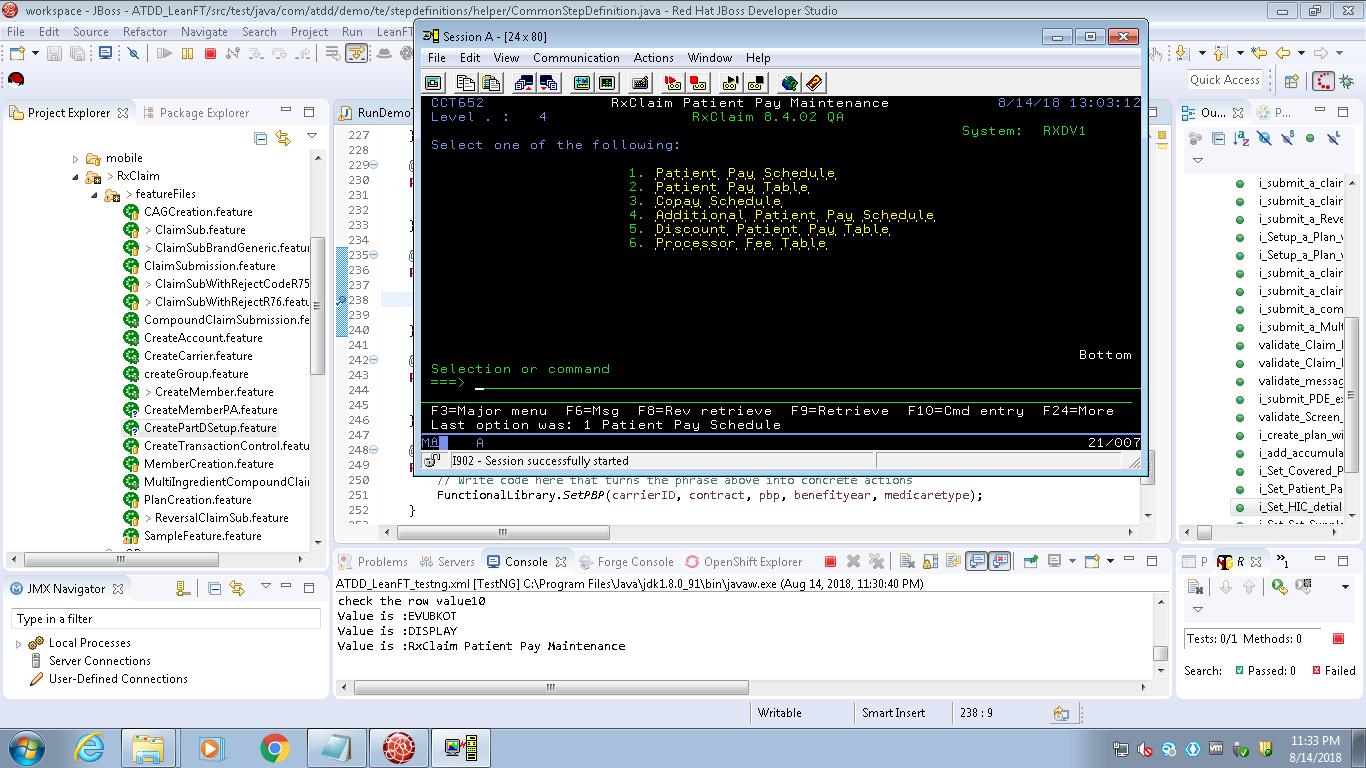 workspace - JBoss - ATDD_LeanFT/src/test/java/com/atdd/demo/te/stepdefinitions/helper/CommonStepDefinition.java - Red Hat JBoss Developer Studio
File Edit Source Refactor Navigate Search Project Run LeanFT
Quick Access
Project Explorer
Package Explorer
mobile
> RxClaim
> featureFiles
CAGCreation.feature
> ClaimSub.feature
> ClaimSubBrandGeneric.featur
ClaimSubmission.feature
> ClaimSubWithRejectCodeR75
> ClaimSubWithRejectR76.featu
CompoundClaimSubmission.fe
CreateAccount.feature
CreateCarrier.feature
createGroup.feature
> CreateMember.feature
CreateMemberPA.feature
CreatePartDSetup.feature
CreateTransactionControl.feature
MemberCreation.feature
MultiIngredientCompoundClai
PlanCreation.feature
> ReversalClaimSub.feature
SampleFeature.feature
RunDemoT
227
228
229
230
231
232
233
234
235
236
237
238
239
240
241
242
243
244
245
246
247
248
249
250 // Write code here that turns the phrase above into concrete actions
251 FunctionalLibrary.SetPBP(carrierID, contract, pbp, benefityear, medicaretype);
252 }
Session A - [24 x 80]
File Edit View Communication Actions Window Help
CCT652 RxClaim Patient Pay Maintenance 8/14/18 13:03:12
Level . : 4 RxClaim 8.4.02 QA
System: RXDV1
Select one of the following:
1. Patient Pay Schedule
2. Patient Pay Table
3. Copay Schedule
4. Additional Patient Pay Schedule
5. Discount Patient Pay Table
6. Processor Fee Table
Bottom
Selection or command
===>
F3=Major menu F6=Msg F8=Rev retrieve F9=Retrieve F10=Cmd entry F24=More
Last option was: 1 Patient Pay Schedule
MA A 21/007
I902 - Session successfully started
Ou...
P...
i_submit_a_clain
i_submit_a_clain
i_submit_a_Reve
i_Setup_a_Plan_v
i_Setup_a_Plan_v
i_submit_a_clain
i_submit_a_clain
i_submit_a_com
i_submit_a_Mult
validate_Claim_I
validate_Claim_I
validate_messag
i_submit_PDE_ex
validate_Screen_
i_create_plan_wi
i_add_accumula
i_Set_Covered_P
i_Set_Patient_Pa
i_Set_HIC_detial
Problems Servers Console Forge Console OpenShift Explorer
ATDD_LeanFT_testng.xml [TestNG] C:\Program Files\Java\jdk1.8.0_91\bin\javaw.exe (Aug 14, 2018, 11:30:40 PM)
check the row value10
Value is :EVUBKOT
Value is :DISPLAY
Value is :RxClaim Patient Pay Maintenance
JMX Navigator
Type in a filter
Local Processes
Server Connections
User-Defined Connections
P R »1
Tests: 0/1 Methods: 0
Search: Passed: 0 Failed
Writable Smart Insert 238 : 9
11:33 PM
8/14/2018